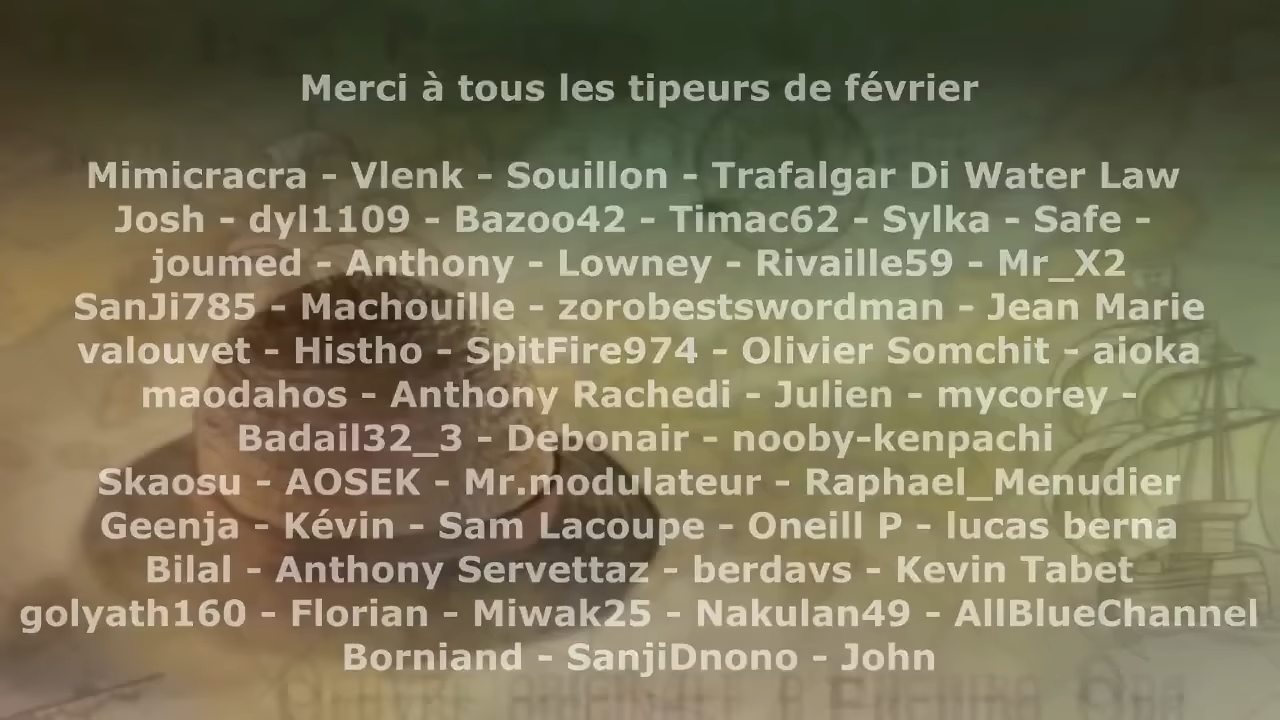 Merci à tous les tipeurs de février
Mimicracra - Vlenk - Souillon - Trafalgar Di Water Law
Josh - dyl1109 - Bazoo42 - Timac62 - Sylka - Safe -
joumed - Anthony - Lowney - Rivaille59 - Mr_X2
SanJi785 - Machouille - zorobestswordman - Jean Marie
valouvet - Histho - SpitFire974 - Olivier Somchit - aioka
maodahos - Anthony Rachedi - Julien - mycorey -
Badail32_3 - Debonair - nooby-kenpachi
Skaosu - AOSEK - Mr.modulateur - Raphael_Menudier
Geenja - Kévin - Sam Lacoupe - Oneill P - lucas berna
Bilal - Anthony Servettaz - berdavs - Kevin Tabet
golyath160 - Florian - Miwak25 - Nakulan49 - AllBlueChannel
Borniand - SanjiDnono - John